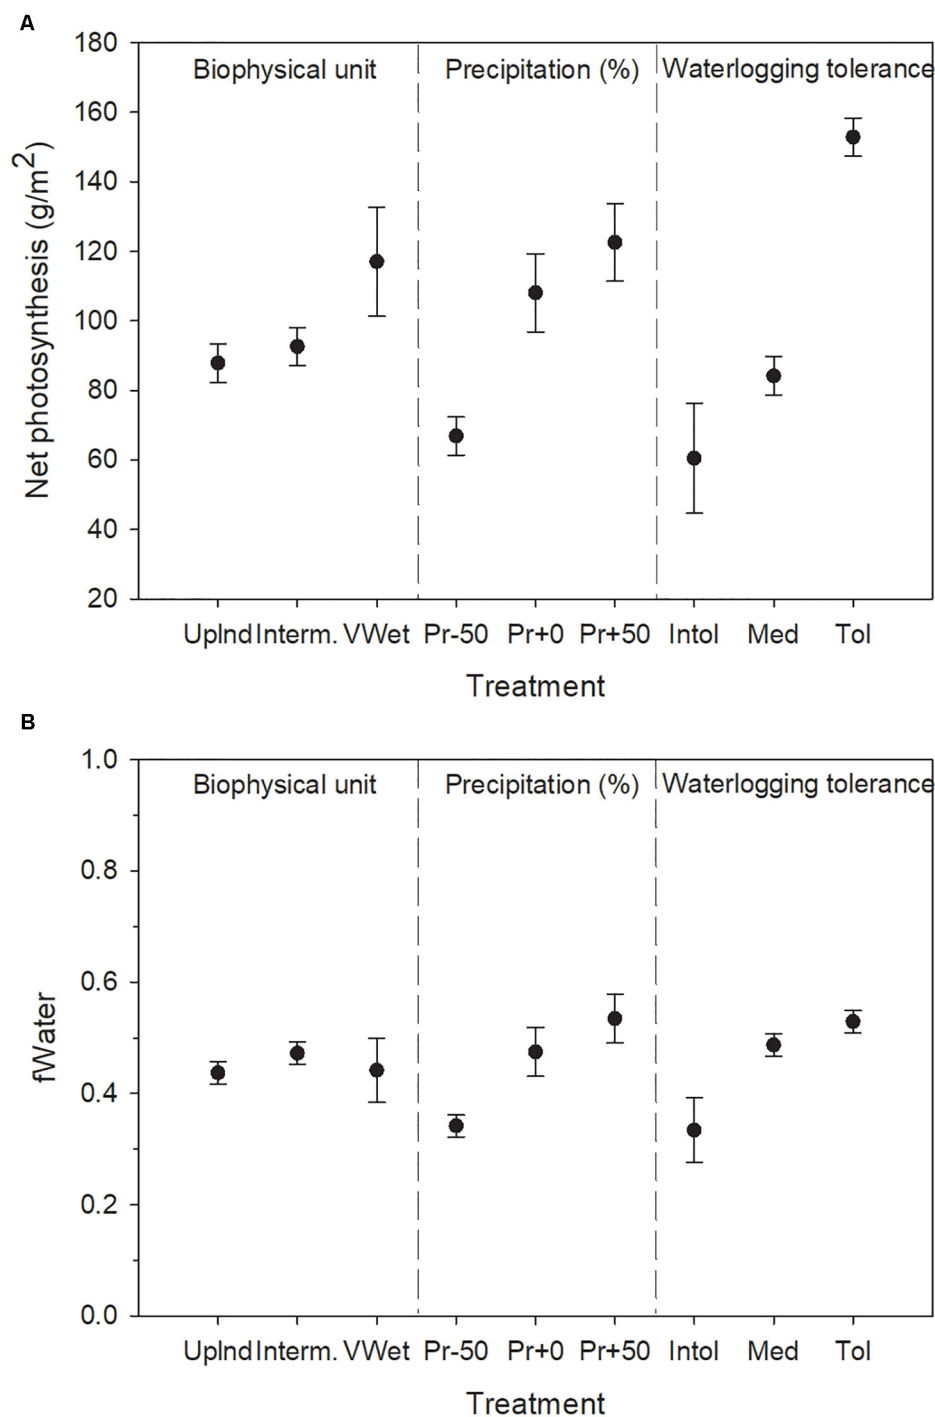 A
180
Biophysical unit
Precipitation (%)
Waterlogging tolerance
160
140
120
100
80
60
40
20
Net photosynthesis (g/m2)
Uplnd Interm. VWet Pr-50 Pr+0 Pr+50 Intol Med Tol
Treatment
B
1.0
Biophysical unit
Precipitation (%)
Waterlogging tolerance
0.8
0.6
0.4
0.2
0.0
fWater
Uplnd Interm. VWet Pr-50 Pr+0 Pr+50 Intol Med Tol
Treatment